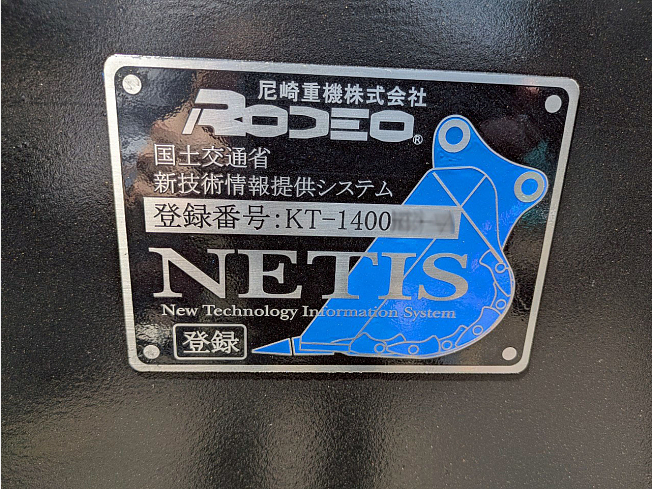 尼崎重機株式会社
RODEO®
国土交通省
新技術情報提供システム
登録番号:KT-1400
NETIS
New Technology Information System
登録